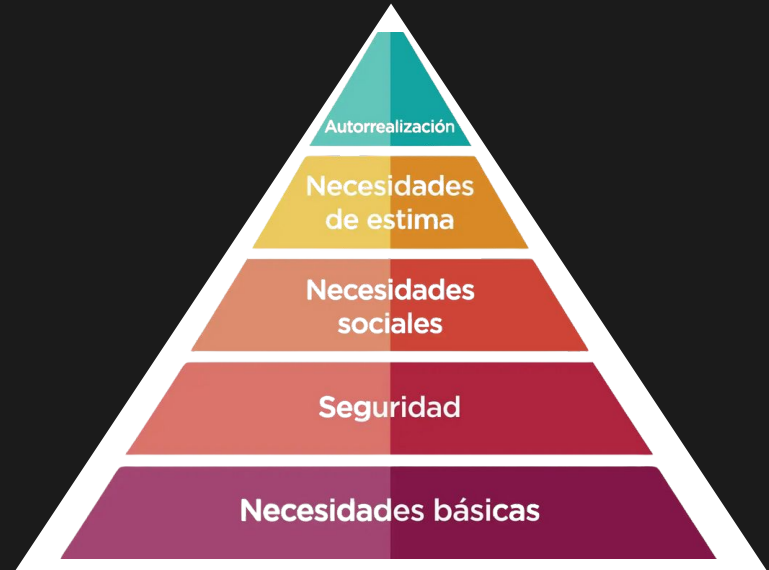 Autorrealización
Necesidades
de estima
Necesidades
sociales
Seguridad
Necesidades básicas